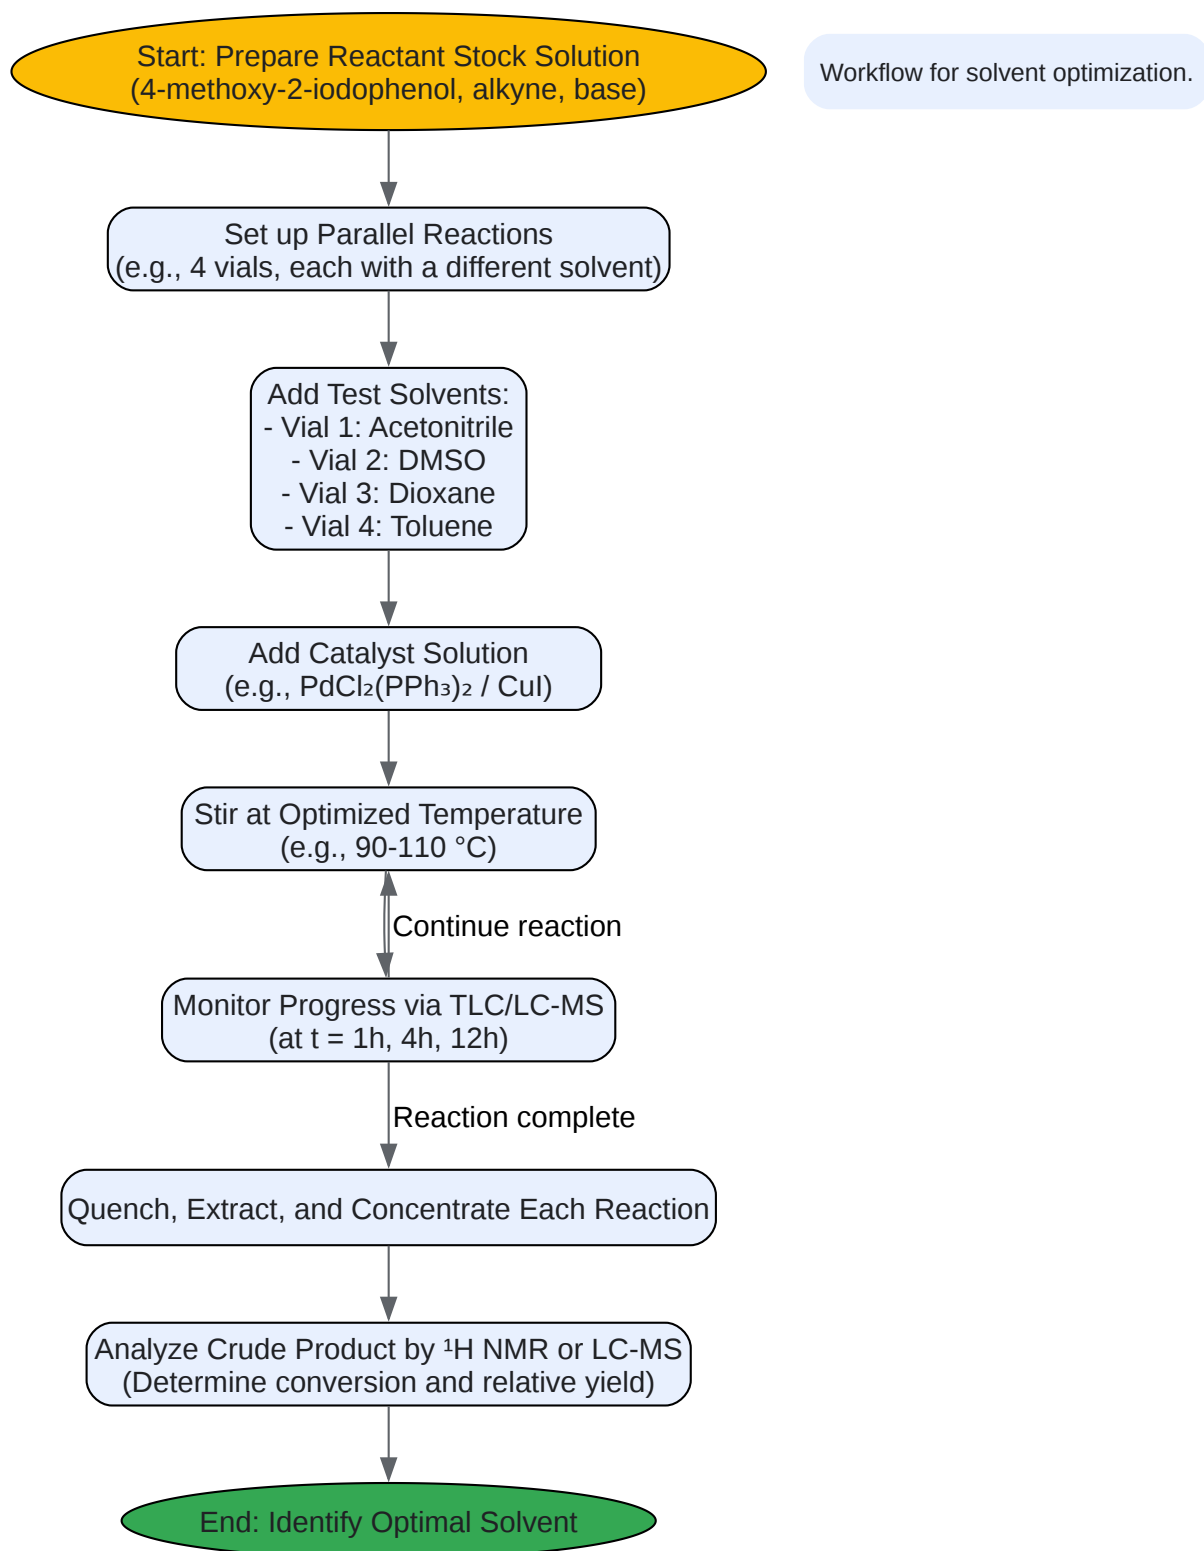 Start: Prepare Reactant Stock Solution
(4-methoxy-2-iodophenol, alkyne, base)
Workflow for solvent optimization.
Set up Parallel Reactions
(e.g., 4 vials, each with a different solvent)
Add Test Solvents:
- Vial 1: Acetonitrile
- Vial 2: DMSO
- Vial 3: Dioxane
- Vial 4: Toluene
Add Catalyst Solution
(e.g., PdCl₂(PPh₃)₂ / CuI)
Stir at Optimized Temperature
(e.g., 90-110 °C)
Continue reaction
Monitor Progress via TLC/LC-MS
(at t = 1h, 4h, 12h)
Reaction complete
Quench, Extract, and Concentrate Each Reaction
Analyze Crude Product by ¹H NMR or LC-MS
(Determine conversion and relative yield)
End: Identify Optimal Solvent